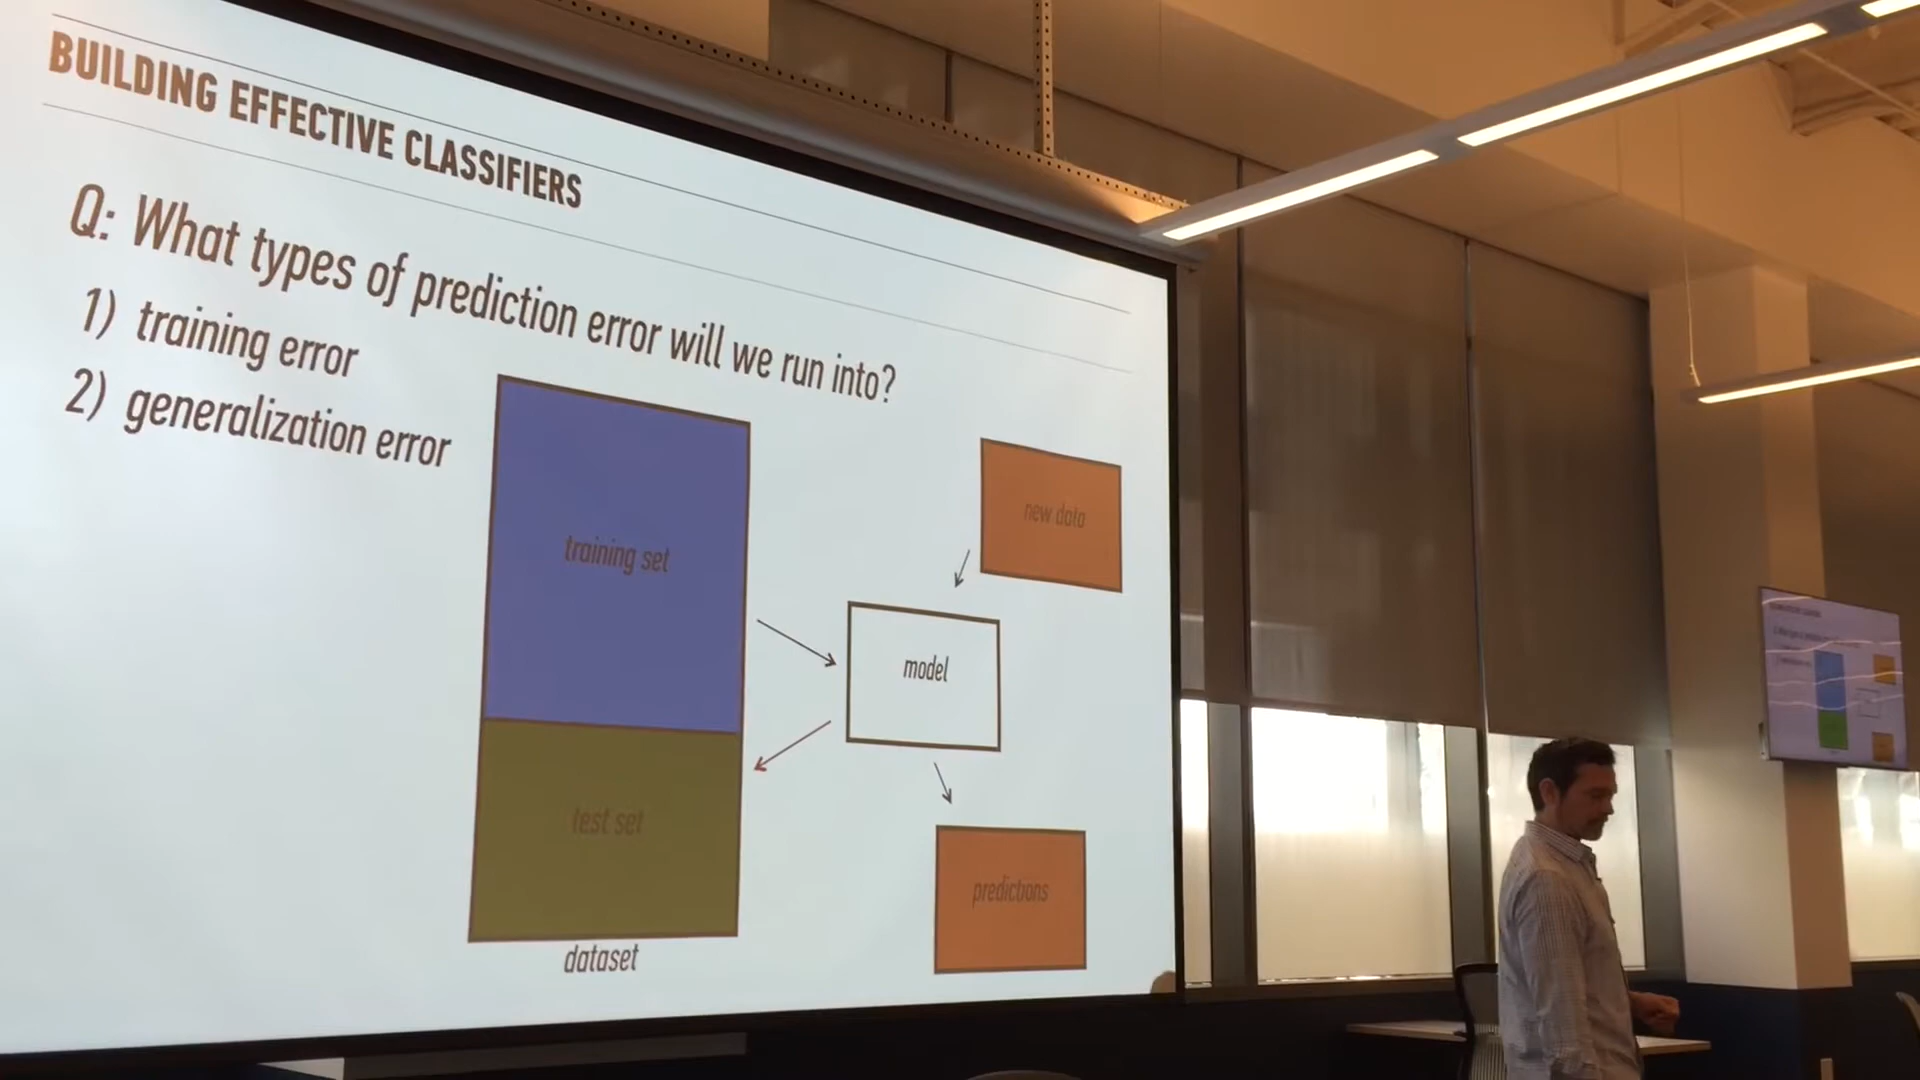 BUILDING EFFECTIVE CLASSIFIERS
Q: What types of prediction error will we run into?
1) training error
2) generalization error
training set
new data
model
test set
predictions
dataset